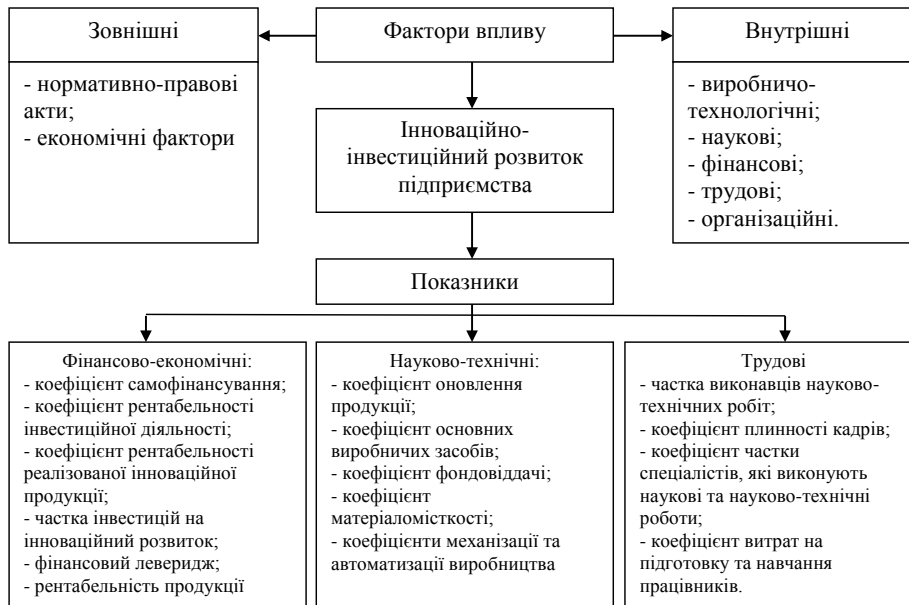 Зовнішні
- нормативно-правові
акти;
- економічні фактори
Фактори впливу
Внутрішні
- виробничо-
технологічні;
- наукові;
- фінансові;
- трудові;
- організаційні.
Інноваційно-
інвестиційний розвиток
підприємства
Показники
Фінансово-економічні:
- коефіцієнт самофінансування;
- коефіцієнт рентабельності
інвестиційної діяльності;
- коефіцієнт рентабельності
реалізованої інноваційної
продукції;
- частка інвестицій на
інноваційний розвиток;
- фінансовий леверидж;
- рентабельність продукції
Науково-технічні:
- коефіцієнт оновлення
продукції;
- коефіцієнт основних
виробничих засобів;
- коефіцієнт фондовіддачі;
- коефіцієнт
матеріаломісткості;
- коефіцієнти механізації та
автоматизації виробництва
Трудові
- частка виконавців науково-
технічних робіт;
- коефіцієнт плинності кадрів;
- коефіцієнт частки
спеціалістів, які виконують
наукові та науково-технічні
роботи;
- коефіцієнт витрат на
підготовку та навчання
працівників.